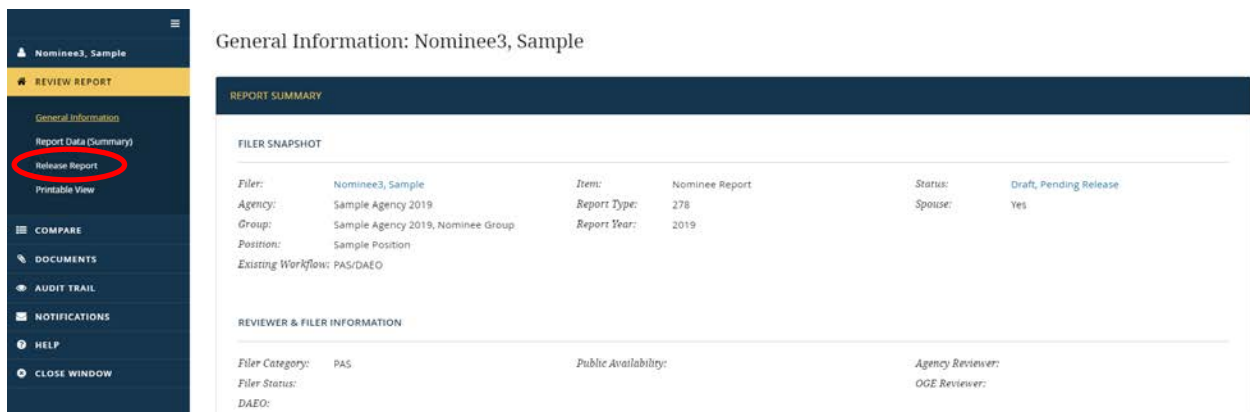 Nominee3, Sample
REVIEW REPORT
General Information
Report Data (Summary)
Release Report
Printable View
COMPARE
DOCUMENTS
AUDIT TRAIL
NOTIFICATIONS
HELP
CLOSE WINDOW
General Information: Nominee3, Sample
REPORT SUMMARY
FILER SNAPSHOT
Filer: Nominee3, Sample Item: Nominee Report Status: Draft, Pending Release
Agency: Sample Agency 2019 Report Type: 278 Spouse: Yes
Group: Sample Agency 2019, Nominee Group Report Year: 2019
Position: Sample Position
Existing Workflow: PAS/DAEO
REVIEWER & FILER INFORMATION
Filer Category: PAS Public Availability: Agency Reviewer:
Filer Status: OGE Reviewer:
DAEO: